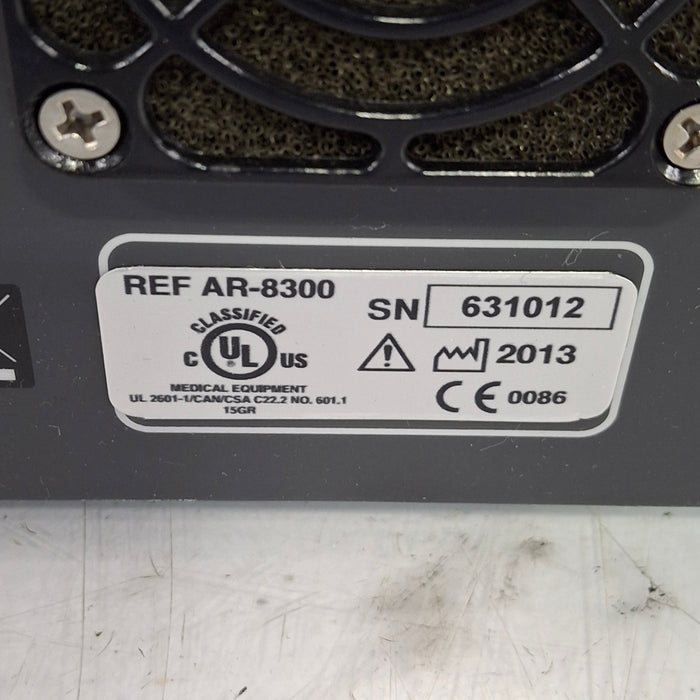 REF AR-8300
SN 631012
CLASSIFIED
C UL US
®
MEDICAL EQUIPMENT
UL 2601-1/CAN/CSA C22.2 NO. 601.1
15GR
2013
CE 0086